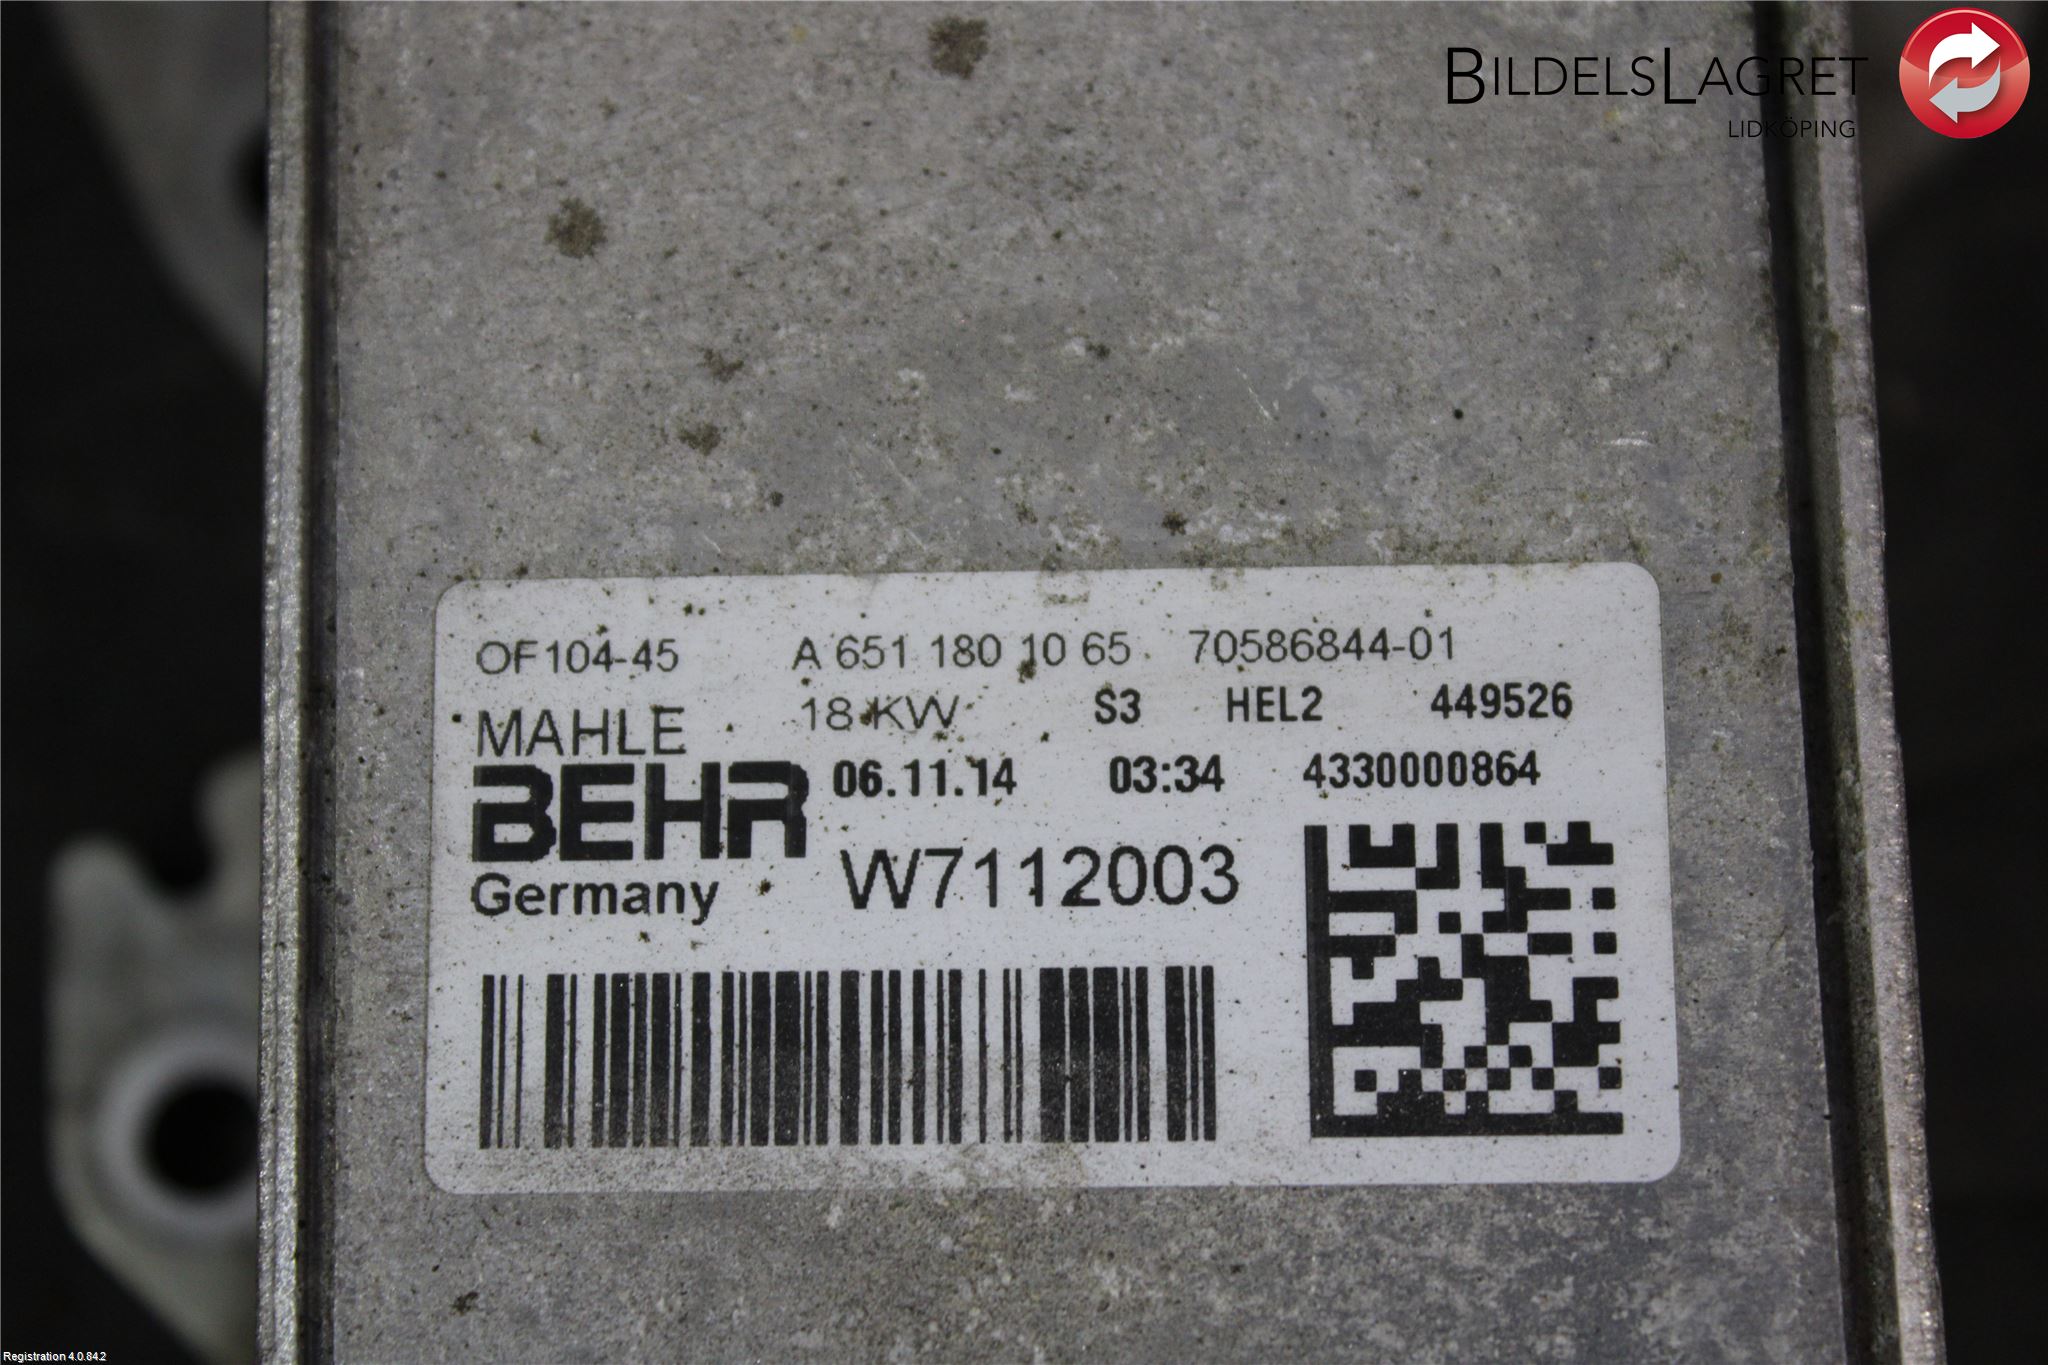 BILDELSLAGRET
LIDKÖPING
OF104-45 A 651 180 10 65 70586844-01
MAHLE 18 KW S3 HEL2 449526
BEHR 06.11.14 03:34 4330000864
Germany W7112003
Registration 4.0.84.2